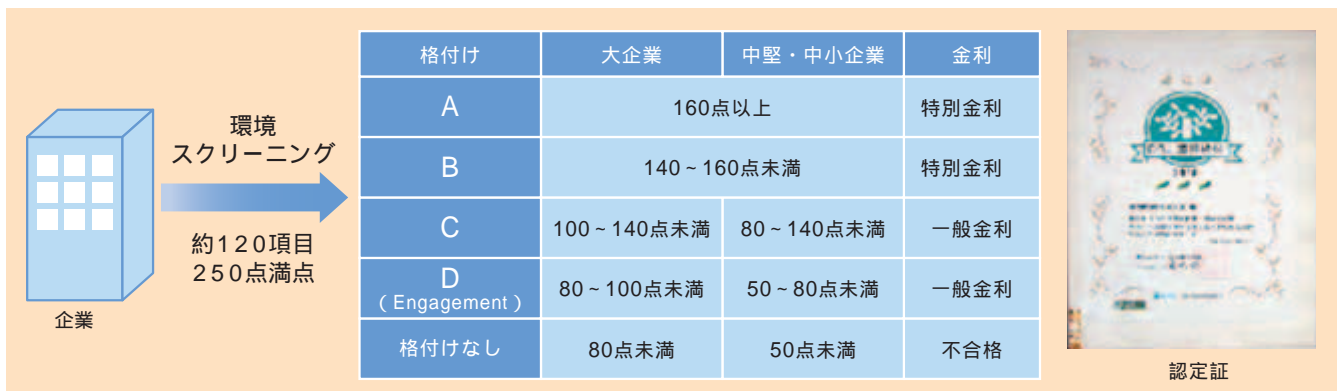 環境
スクリーニング
約120項目
250点満点
企業
格付け 大企業 中堅・中小企業 金利
A 160点以上 特別金利
B 140~160点未満 特別金利
C 100~140点未満 80~140点未満 一般金利
D
(Engagement) 80~100点未満 50~80点未満 一般金利
格付けなし 80点未満 50点未満 不合格
認定証